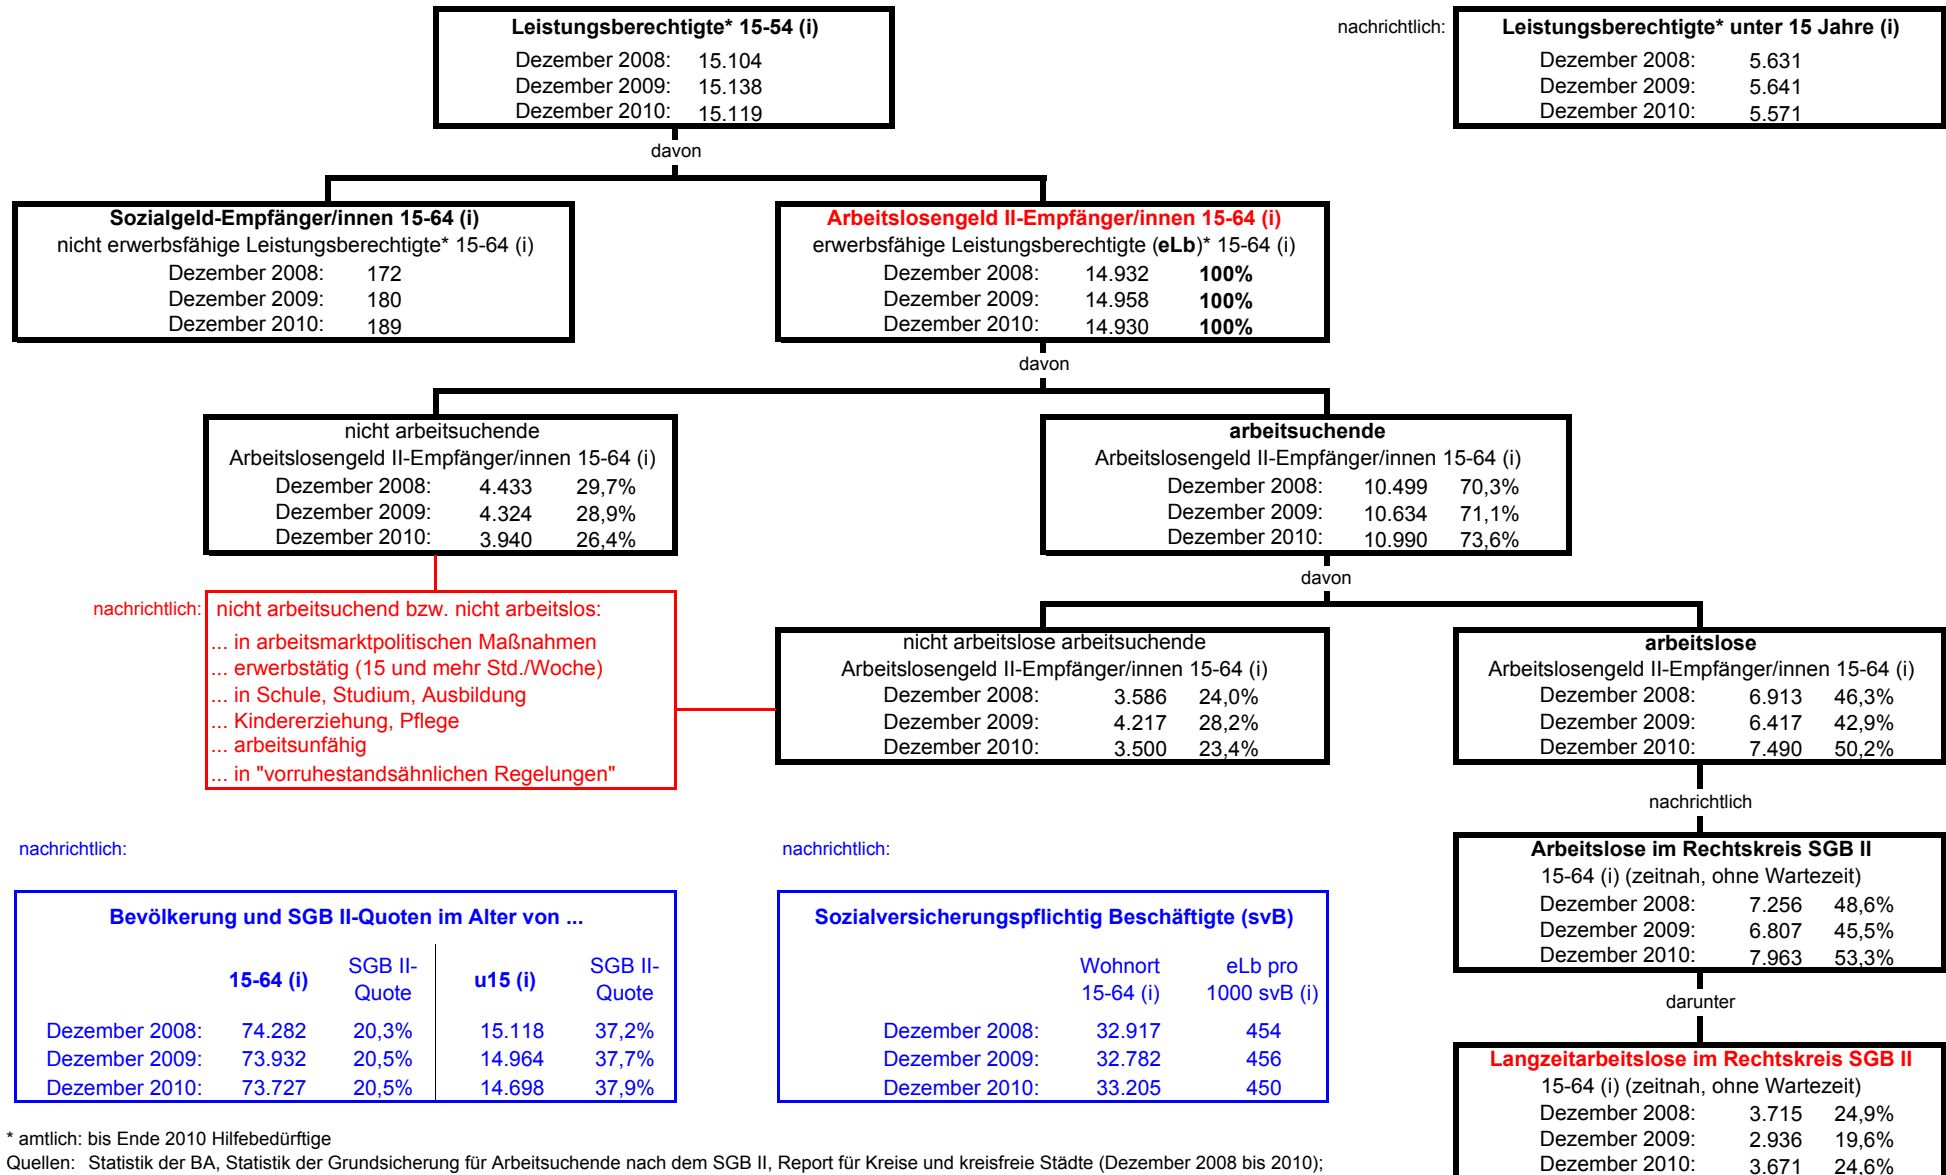 Leistungsberechtigte* 15-54 (i)
Dezember 2008: 15.104
Dezember 2009: 15.138
Dezember 2010: 15.119
nachrichtlich:
Leistungsberechtigte* unter 15 Jahre (i)
Dezember 2008: 5.631
Dezember 2009: 5.641
Dezember 2010: 5.571
davon
Sozialgeld-Empfänger/innen 15-64 (i)
nicht erwerbsfähige Leistungsberechtigte* 15-64 (i)
Dezember 2008: 172
Dezember 2009: 180
Dezember 2010: 189
Arbeitslosengeld II-Empfänger/innen 15-64 (i)
erwerbsfähige Leistungsberechtigte (eLb)* 15-64 (i)
Dezember 2008: 14.932 100%
Dezember 2009: 14.958 100%
Dezember 2010: 14.930 100%
davon
nicht arbeitsuchende
Arbeitslosengeld II-Empfänger/innen 15-64 (i)
Dezember 2008: 4.433 29,7%
Dezember 2009: 4.324 28,9%
Dezember 2010: 3.940 26,4%
arbeitsuchende
Arbeitslosengeld II-Empfänger/innen 15-64 (i)
Dezember 2008: 10.499 70,3%
Dezember 2009: 10.634 71,1%
Dezember 2010: 10.990 73,6%
davon
nachrichtlich:
nicht arbeitsuchend bzw. nicht arbeitslos:
... in arbeitsmarktpolitischen Maßnahmen
... erwerbstätig (15 und mehr Std./Woche)
... in Schule, Studium, Ausbildung
... Kindererziehung, Pflege
... arbeitsunfähig
... in "vorruhestandsähnlichen Regelungen"
nicht arbeitslose arbeitsuchende
Arbeitslosengeld II-Empfänger/innen 15-64 (i)
Dezember 2008: 3.586 24,0%
Dezember 2009: 4.217 28,2%
Dezember 2010: 3.500 23,4%
arbeitslose
Arbeitslosengeld II-Empfänger/innen 15-64 (i)
Dezember 2008: 6.913 46,3%
Dezember 2009: 6.417 42,9%
Dezember 2010: 7.490 50,2%
nachrichtlich
Arbeitslose im Rechtskreis SGB II
15-64 (i) (zeitnah, ohne Wartezeit)
Dezember 2008: 7.256 48,6%
Dezember 2009: 6.807 45,5%
Dezember 2010: 7.963 53,3%
darunter
Langzeitarbeitslose im Rechtskreis SGB II
15-64 (i) (zeitnah, ohne Wartezeit)
Dezember 2008: 3.715 24,9%
Dezember 2009: 2.936 19,6%
Dezember 2010: 3.671 24,6%
nachrichtlich:
Bevölkerung und SGB II-Quoten im Alter von ...
15-64 (i) SGB II-Quote u15 (i) SGB II-Quote
Dezember 2008: 74.282 20,3% 15.118 37,2%
Dezember 2009: 73.932 20,5% 14.964 37,7%
Dezember 2010: 73.727 20,5% 14.698 37,9%
nachrichtlich:
Sozialversicherungspflichtig Beschäftigte (svB)
Wohnort eLb pro
15-64 (i) 1000 svB (i)
Dezember 2008: 32.917 454
Dezember 2009: 32.782 456
Dezember 2010: 33.205 450
* amtlich: bis Ende 2010 Hilfebedürftige
Quellen: Statistik der BA, Statistik der Grundsicherung für Arbeitsuchende nach dem SGB II, Report für Kreise und kreisfreie Städte (Dezember 2008 bis 2010);